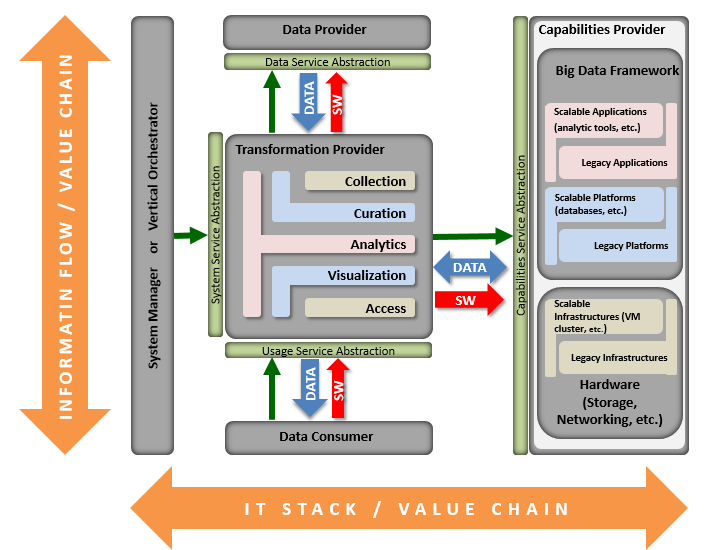 INFORMATIN FLOW / VALUE CHAIN
System Manager or Vertical Orchestrator
Data Provider
Data Service Abstraction
DATA
SW
System Service Abstraction
Transformation Provider
Collection
Curation
Analytics
Visualization
Access
DATA
SW
Usage Service Abstraction
DATA
SW
Data Consumer
Capabilities Service Abstraction
Capabilities Provider
Big Data Framework
Scalable Applications
(analytic tools, etc.)
Legacy Applications
Scalable Platforms
(databases, etc.)
Legacy Platforms
Scalable
Infrastructures (VM
cluster, etc.)
Legacy Infrastructures
Hardware
(Storage,
Networking, etc.)
IT STACK / VALUE CHAIN